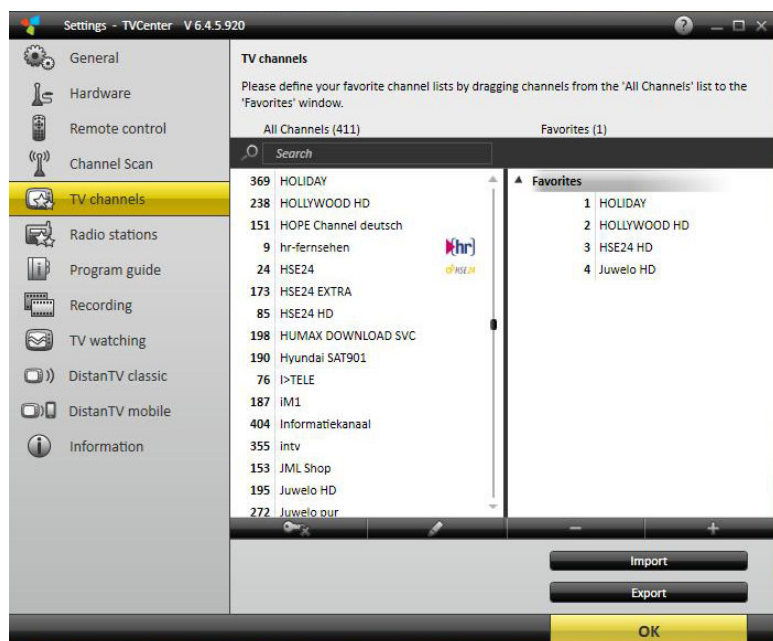 Settings - TVCenter V 6.4.5.920
?
General
Hardware
Remote control
Channel Scan
TV channels
Radio stations
Program guide
Recording
TV watching
DistanTV classic
DistanTV mobile
Information
TV channels
Please define your favorite channel lists by dragging channels from the 'All Channels' list to the
'Favorites' window.
All Channels (411)
Search
369 HOLIDAY
238 HOLLYWOOD HD
151 HOPE Channel deutsch
9 hr-fernsehen hr
24 HSE24 HSE24
173 HSE24 EXTRA
85 HSE24 HD
198 HUMAX DOWNLOAD SVC
190 Hyundai SAT901
76 I>TELE
187 iM1
404 Informatiekanaal
355 intv
153 JML Shop
195 Juwelo HD
272 Juwelo pur
Favorites (1)
Favorites
1 HOLIDAY
2 HOLLYWOOD HD
3 HSE24 HD
4 Juwelo HD
Import
Export
OK